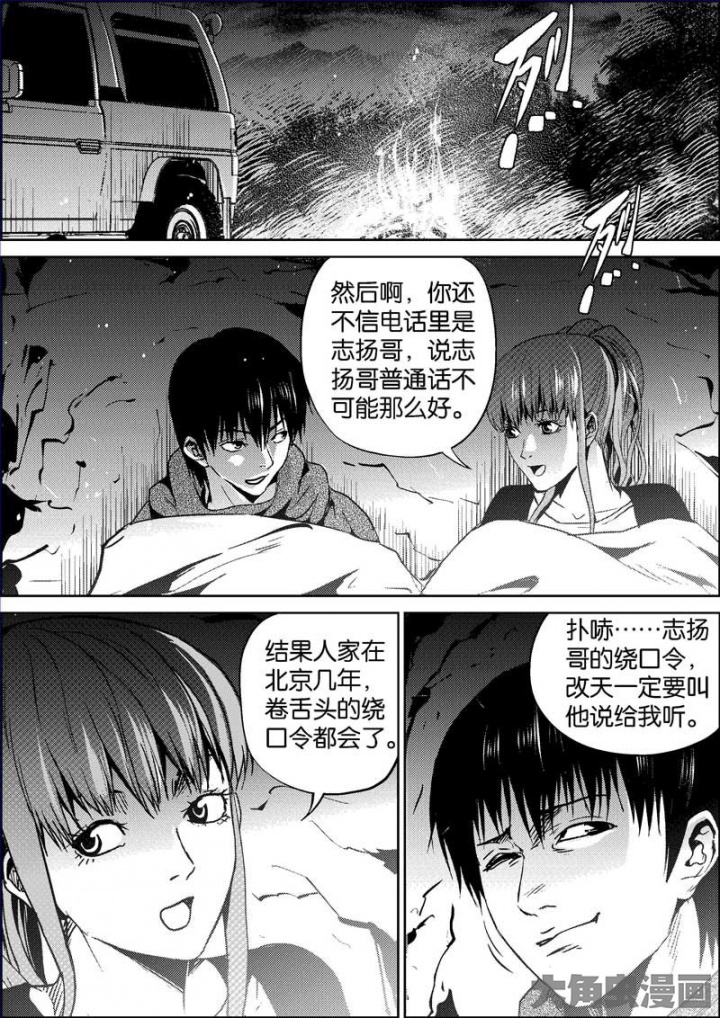 然后啊，你还
不信电话里是
志扬哥，说志
扬哥普通话不
可能那么好。
结果人家在
北京几年，
卷舌头的绕
口令都会了。
扑哧……志扬
哥的绕口令，
改天一定要叫
他说给我听。
大角虫漫画